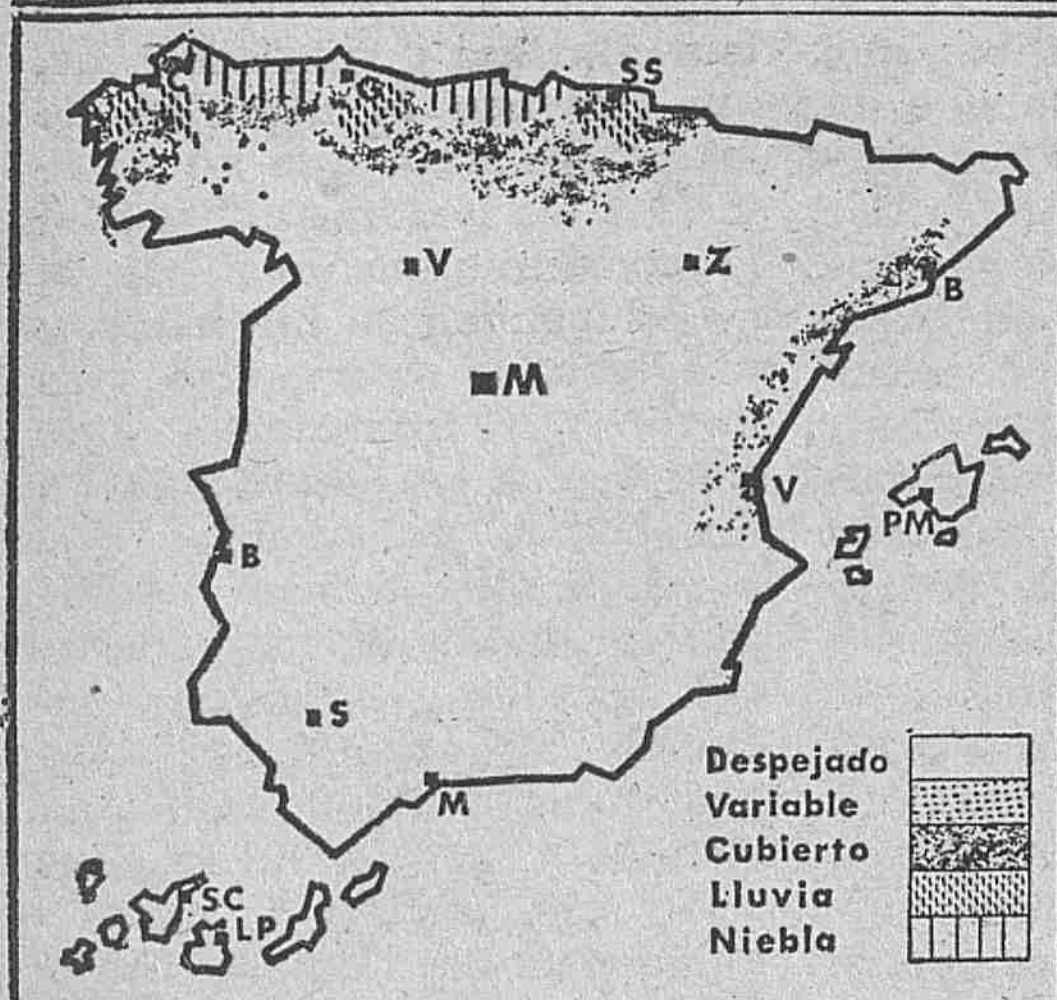 SS
C
G
V
Z
B
M
V
PM
B
S
M
SC
LP
Despejado
Variable
Cubierto
Lluvia
Niebla